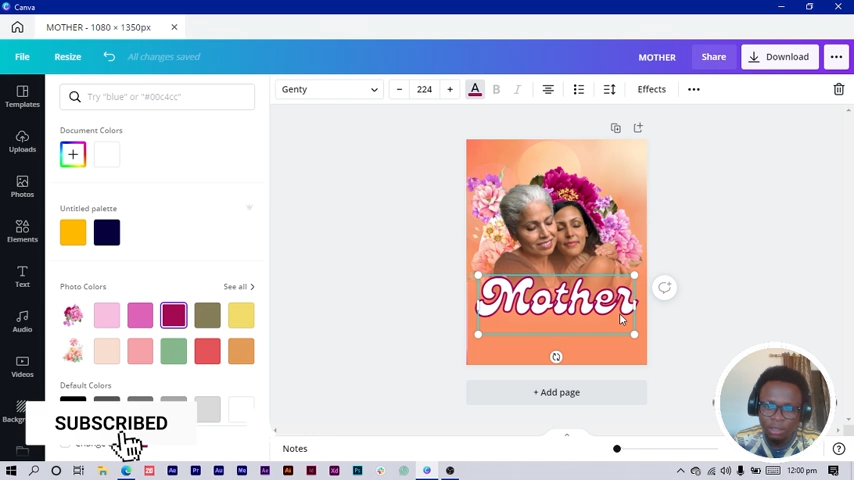 Canva
MOTHER - 1080 × 1350px
File
Resize
All changes saved
MOTHER
Share
Download
Templates
Uploads
Photos
Elements
Text
Audio
Videos
Try "blue" or "#00c4cc"
Document Colors
Untitled palette
Photo Colors
See all
Default Colors
SUBSCRIBED
Genty
224
A
B
I
Effects
Mother
+ Add page
Notes
12:00 pm